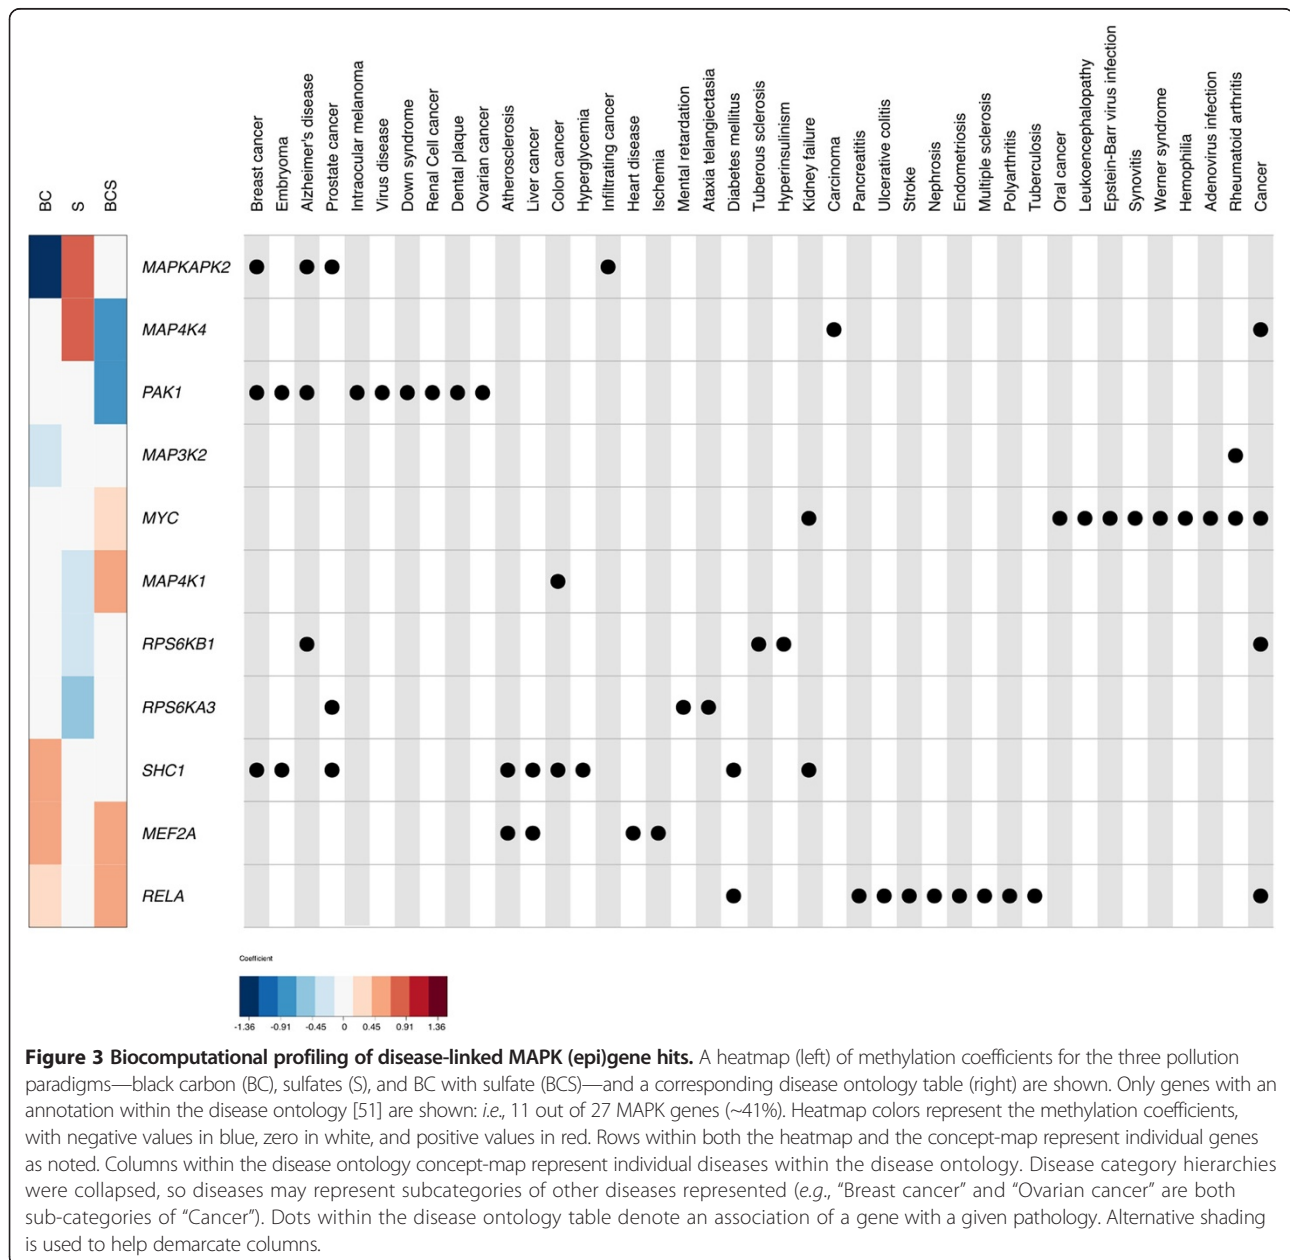 BC
S
BCS
Breast cancer
Embryoma
Alzheimer's disease
Prostate cancer
Intraocular melanoma
Virus disease
Down syndrome
Renal Cell cancer
Dental plaque
Ovarian cancer
Atherosclerosis
Liver cancer
Colon cancer
Hyperglycemia
Infiltrating cancer
Heart disease
Ischemia
Mental retardation
Ataxia telangiectasia
Diabetes mellitus
Tuberous sclerosis
Hyperinsulinism
Kidney failure
Carcinoma
Pancreatitis
Ulcerative colitis
Stroke
Nephrosis
Endometriosis
Multiple sclerosis
Polyarthritis
Tuberculosis
Oral cancer
Leukoencephalopathy
Epstein-Barr virus infection
Synovitis
Werner syndrome
Hemophilia
Adenovirus infection
Rheumatoid arthritis
Cancer
MAPKAPK2
MAP4K4
PAK1
MAP3K2
MYC
MAP4K1
RPS6KB1
RPS6KA3
SHC1
MEF2A
RELA
Coefficient
-1.36 -0.91 -0.45 0 0.45 0.91 1.36
Figure 3 Biocomputational profiling of disease-linked MAPK (epi)gene hits. A heatmap (left) of methylation coefficients for the three pollution
paradigms—black carbon (BC), sulfates (S), and BC with sulfate (BCS)—and a corresponding disease ontology table (right) are shown. Only genes with an
annotation within the disease ontology [51] are shown: i.e., 11 out of 27 MAPK genes (~41%). Heatmap colors represent the methylation coefficients,
with negative values in blue, zero in white, and positive values in red. Rows within both the heatmap and the concept-map represent individual genes
as noted. Columns within the disease ontology concept-map represent individual diseases within the disease ontology. Disease category hierarchies
were collapsed, so diseases may represent subcategories of other diseases represented (e.g., “Breast cancer” and “Ovarian cancer” are both
sub-categories of “Cancer”). Dots within the disease ontology table denote an association of a gene with a given pathology. Alternative shading
is used to help demarcate columns.